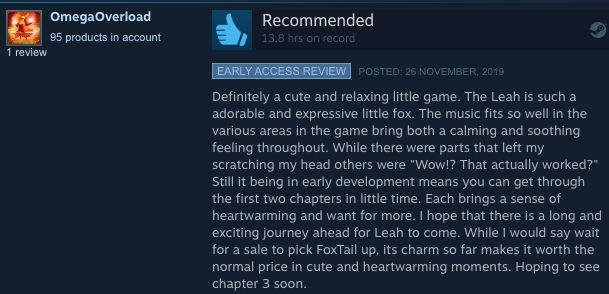 OmegaOverload
95 products in account
1 review
Recommended
13.8 hrs on record
EARLY ACCESS REVIEW
POSTED: 26 NOVEMBER, 2019
Definitely a cute and relaxing little game. The Leah is such a
adorable and expressive little fox. The music fits so well in the
various areas in the game bring both a calming and soothing
feeling throughout. While there were parts that left my
scratching my head others were "Wow!? That actually worked?"
Still it being in early development means you can get through
the first two chapters in little time. Each brings a sense of
heartwarming and want for more. I hope that there is a long and
exciting journey ahead for Leah to come. While I would say wait
for a sale to pick FoxTail up, its charm so far makes it worth the
normal price in cute and heartwarming moments. Hoping to see
chapter 3 soon.